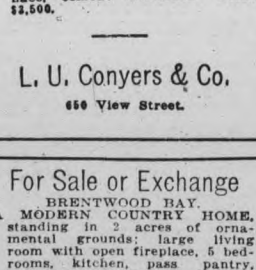 $3,500.
L. U. Conyers & Co.
650 View Street.
For Sale or Exchange
BRENTWOOD BAY.
A MODERN COUNTRY HOME,
standing in 2 acres of orna-
mental grounds; large living
room with open fireplace, 5 bed-
rooms, kitchen, pass pantry,